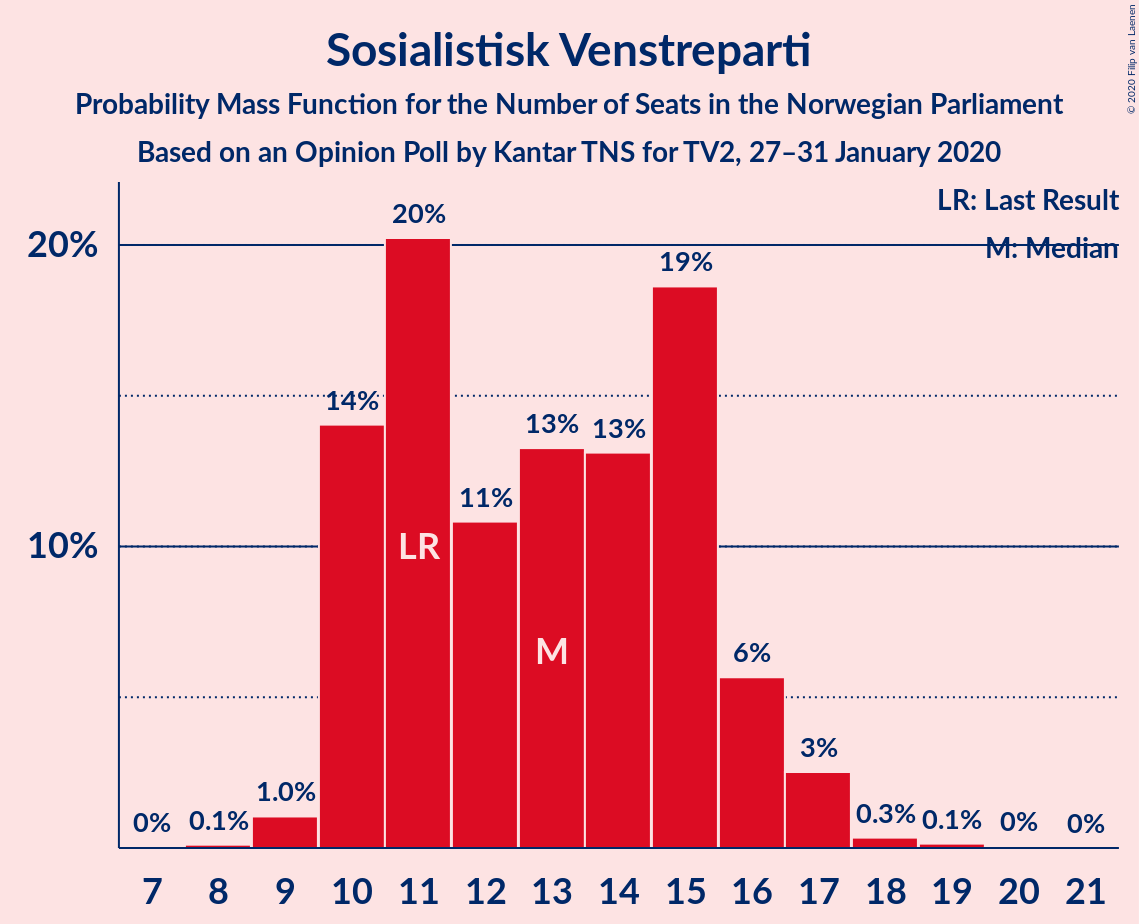 Sosialistisk Venstreparti
Probability Mass Function for the Number of Seats in the Norwegian Parliament
Based on an Opinion Poll by Kantar TNS for TV2, 27–31 January 2020
© 2020 Filip van Laenen
LR: Last Result
M: Median
20%
10%
0%
0.1%
1.0%
14%
20%
11%
13%
13%
19%
6%
3%
0.3%
0.1%
0%
0%
LR
M
7 8 9 10 11 12 13 14 15 16 17 18 19 20 21